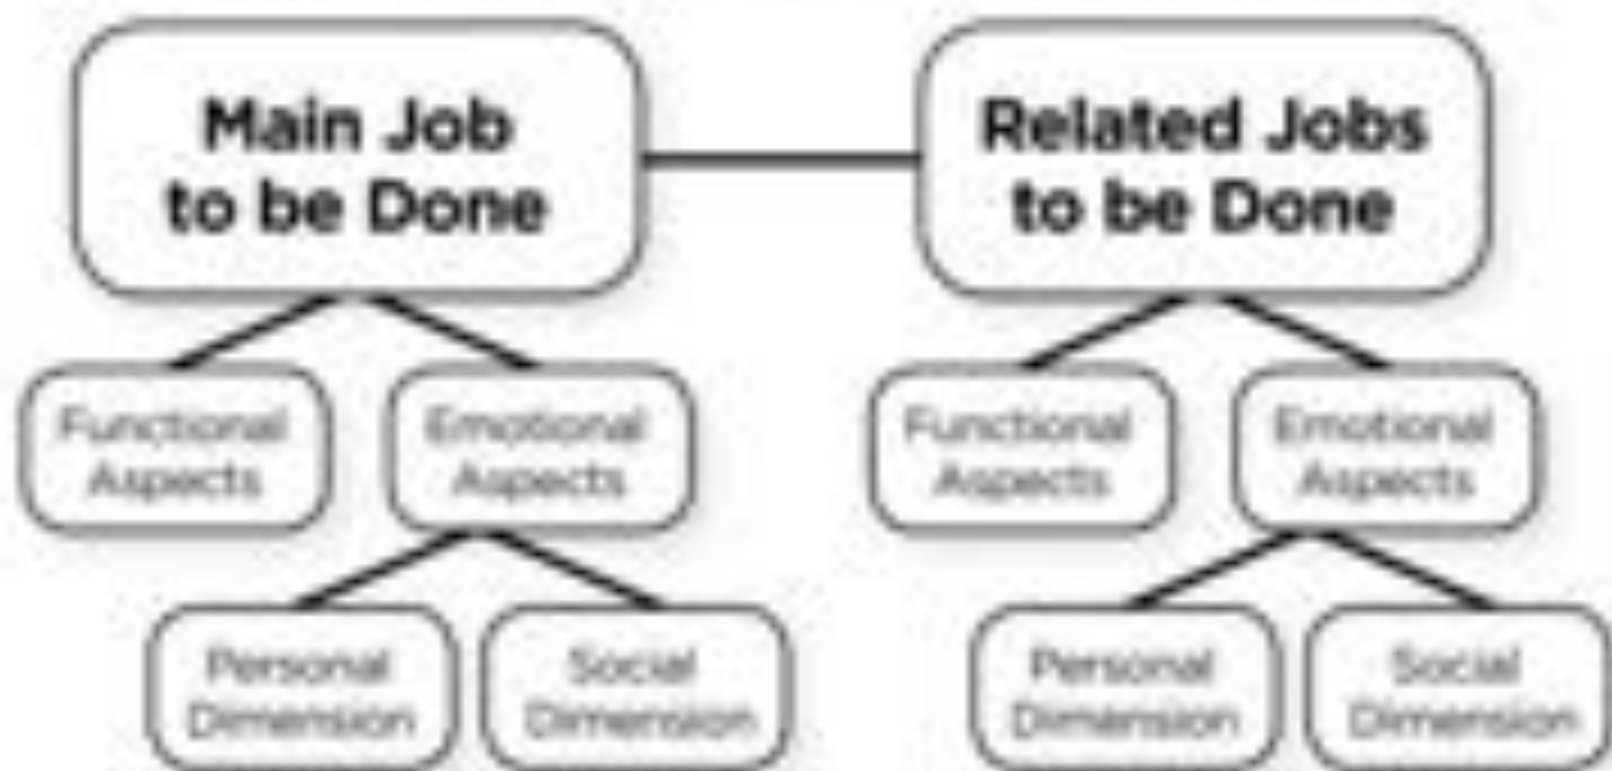 Main Job
to be Done
Related Jobs
to be Done
Functional
Aspects
Emotional
Aspects
Functional
Aspects
Emotional
Aspects
Personal
Dimension
Social
Dimension
Personal
Dimension
Social
Dimension